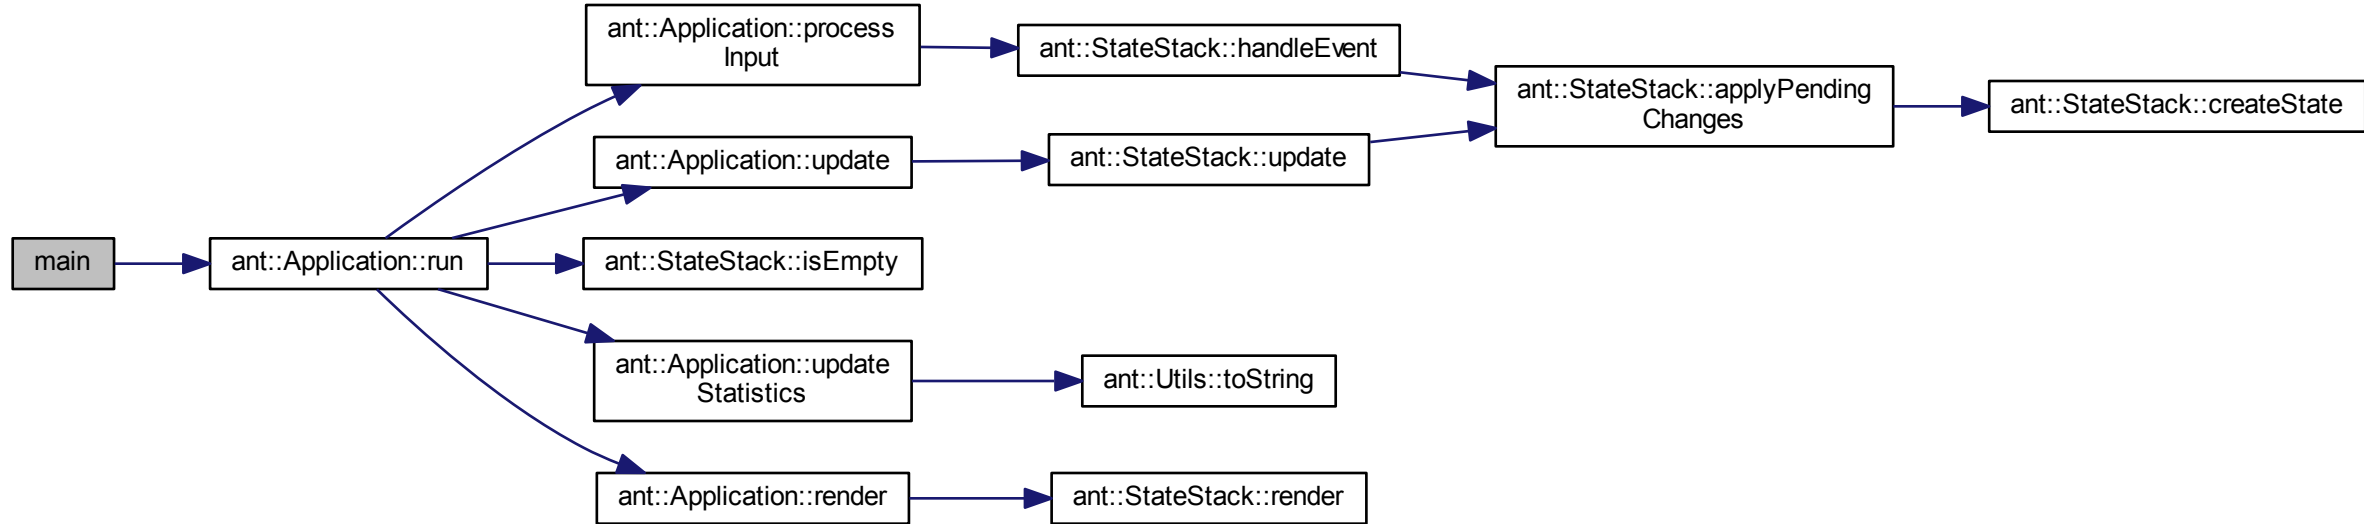 main
ant::Application::run
ant::Application::process
Input
ant::StateStack::handleEvent
ant::StateStack::applyPending
Changes
ant::StateStack::createState
ant::Application::update
ant::StateStack::update
ant::StateStack::isEmpty
ant::Application::update
Statistics
ant::Utils::toString
ant::Application::render
ant::StateStack::render